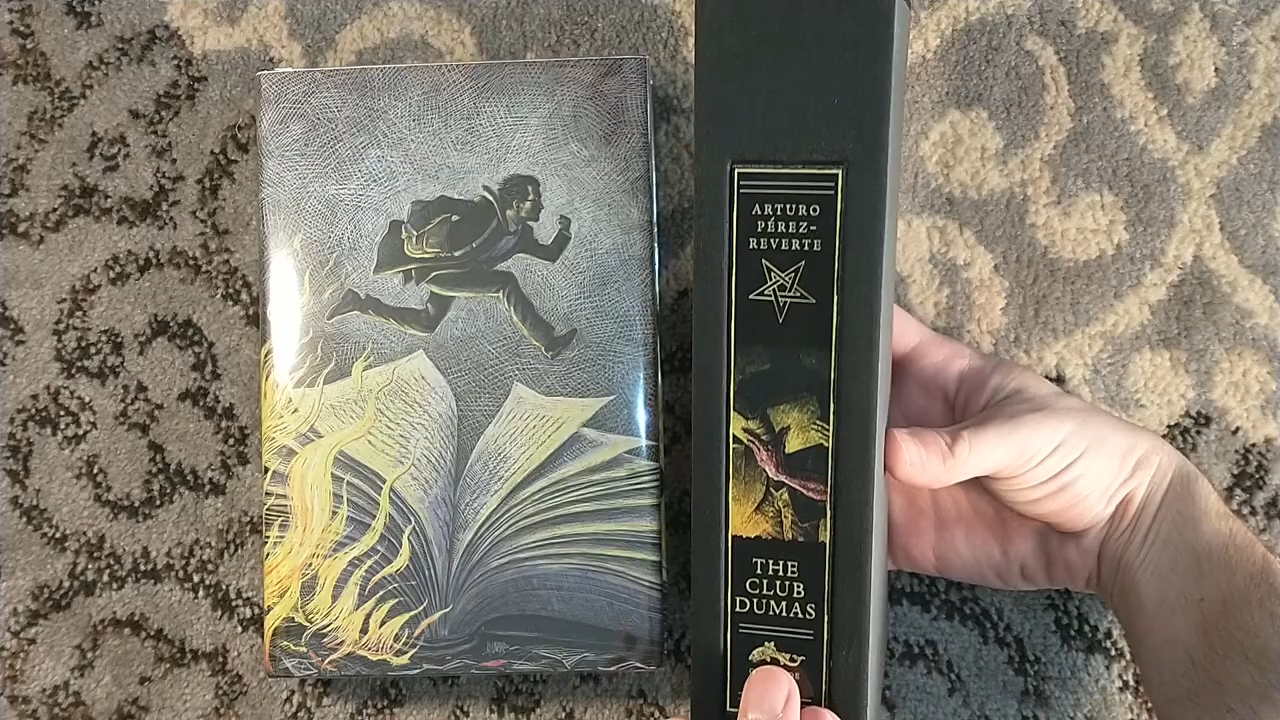 ARTURO
PÉREZ-
REVERTE
THE
CLUB
DUMAS